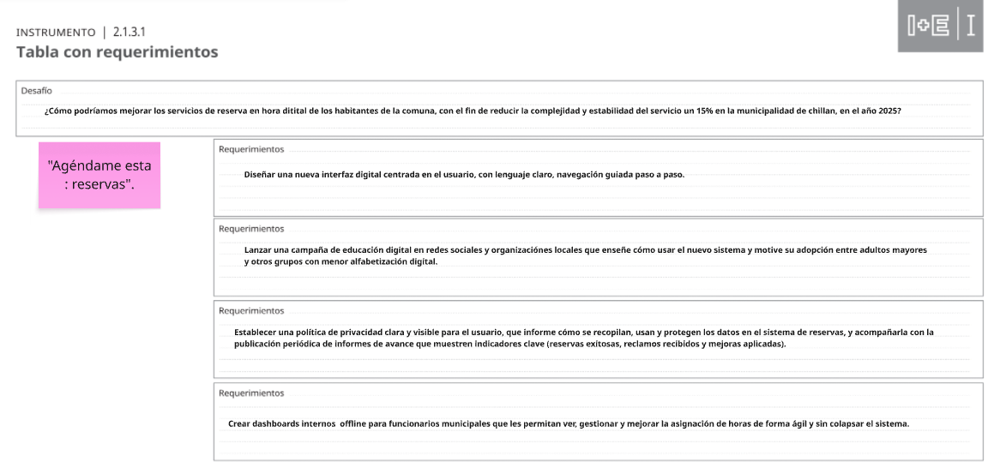 INSTRUMENTO | 2.1.3.1
Tabla con requerimientos
I+E | I
Desafío
¿Cómo podríamos mejorar los servicios de reserva en hora ditital de los habitantes de la comuna, con el fin de reducir la complejidad y estabilidad del servicio un 15% en la municipalidad de chillan, en el año 2025?
"Agéndame esta
: reservas".
Requerimientos
Diseñar una nueva interfaz digital centrada en el usuario, con lenguaje claro, navegación guiada paso a paso.
Requerimientos
Lanzar una campaña de educación digital en redes sociales y organizaciónes locales que enseñe cómo usar el nuevo sistema y motive su adopción entre adultos mayores
y otros grupos con menor alfabetización digital.
Requerimientos
Establecer una política de privacidad clara y visible para el usuario, que informe cómo se recopilan, usan y protegen los datos en el sistema de reservas, y acompañarla con la
publicación periódica de informes de avance que muestren indicadores clave (reservas exitosas, reclamos recibidos y mejoras aplicadas).
Requerimientos
Crear dashboards internos offline para funcionarios municipales que les permitan ver, gestionar y mejorar la asignación de horas de forma ágil y sin colapsar el sistema.